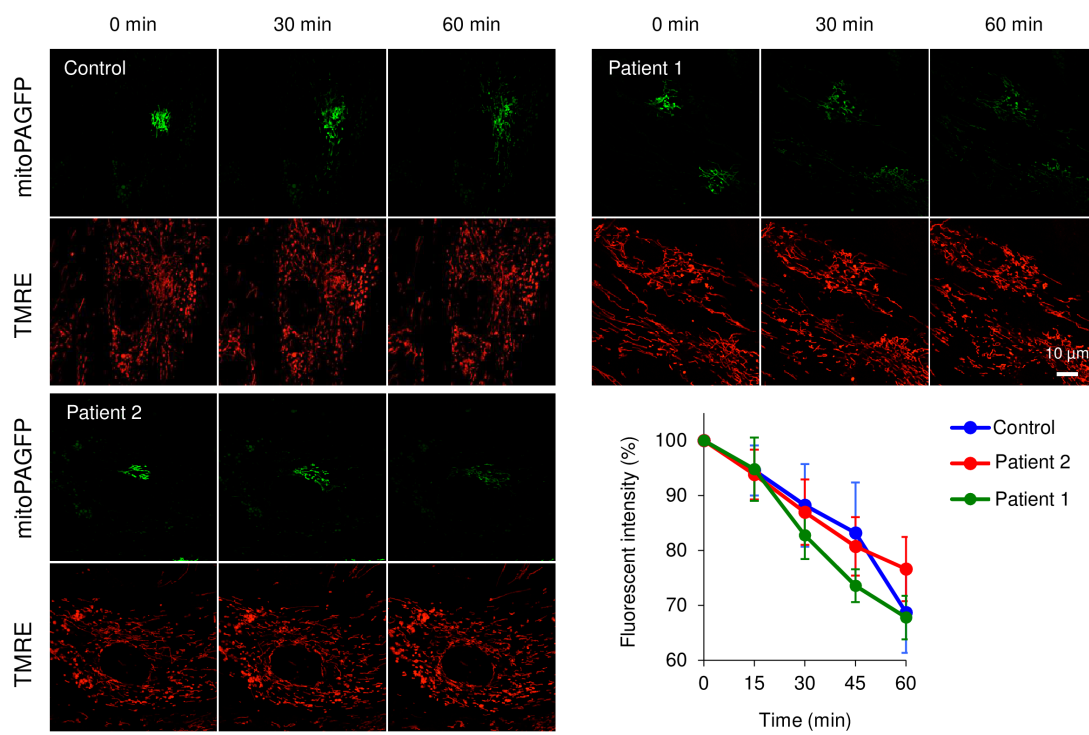 0 min 30 min 60 min
0 min 30 min 60 min
mitoPAGFP
Control
Patient 1
TMRE
10 µm
mitoPAGFP
Patient 2
TMRE
Fluorescent intensity (%)
100
90
80
70
60
0 15 30 45 60
Time (min)
Control
Patient 2
Patient 1